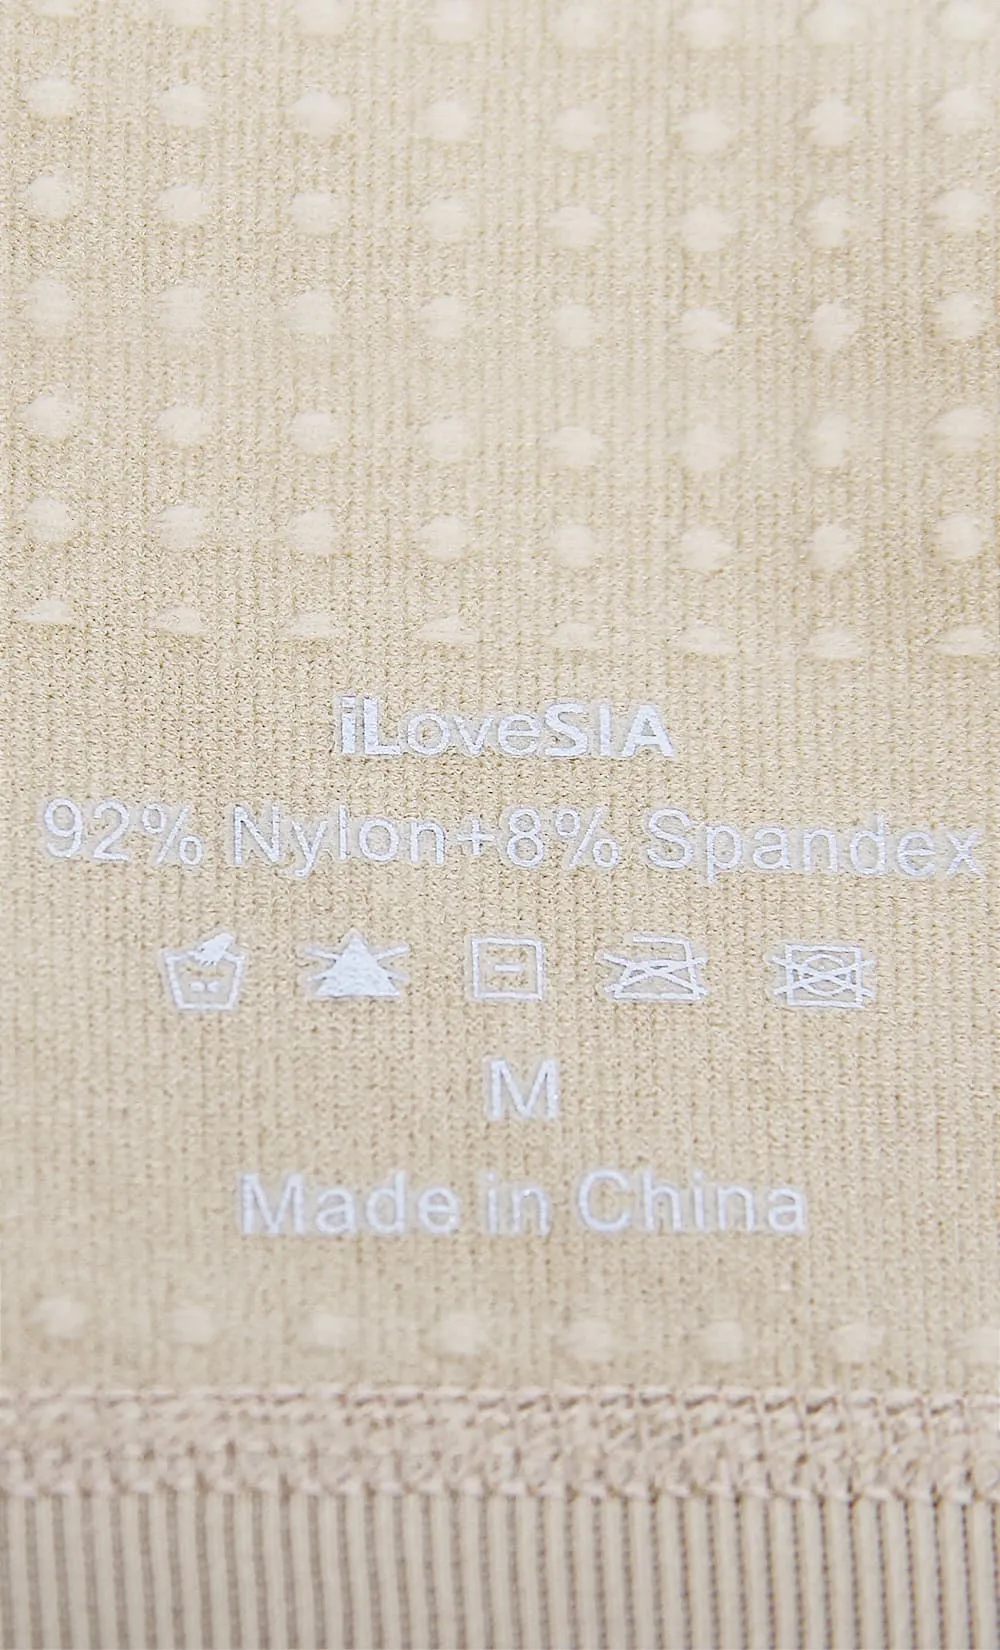 iLoveSIA
92% Nylon+8% Spandex
M
Made in China